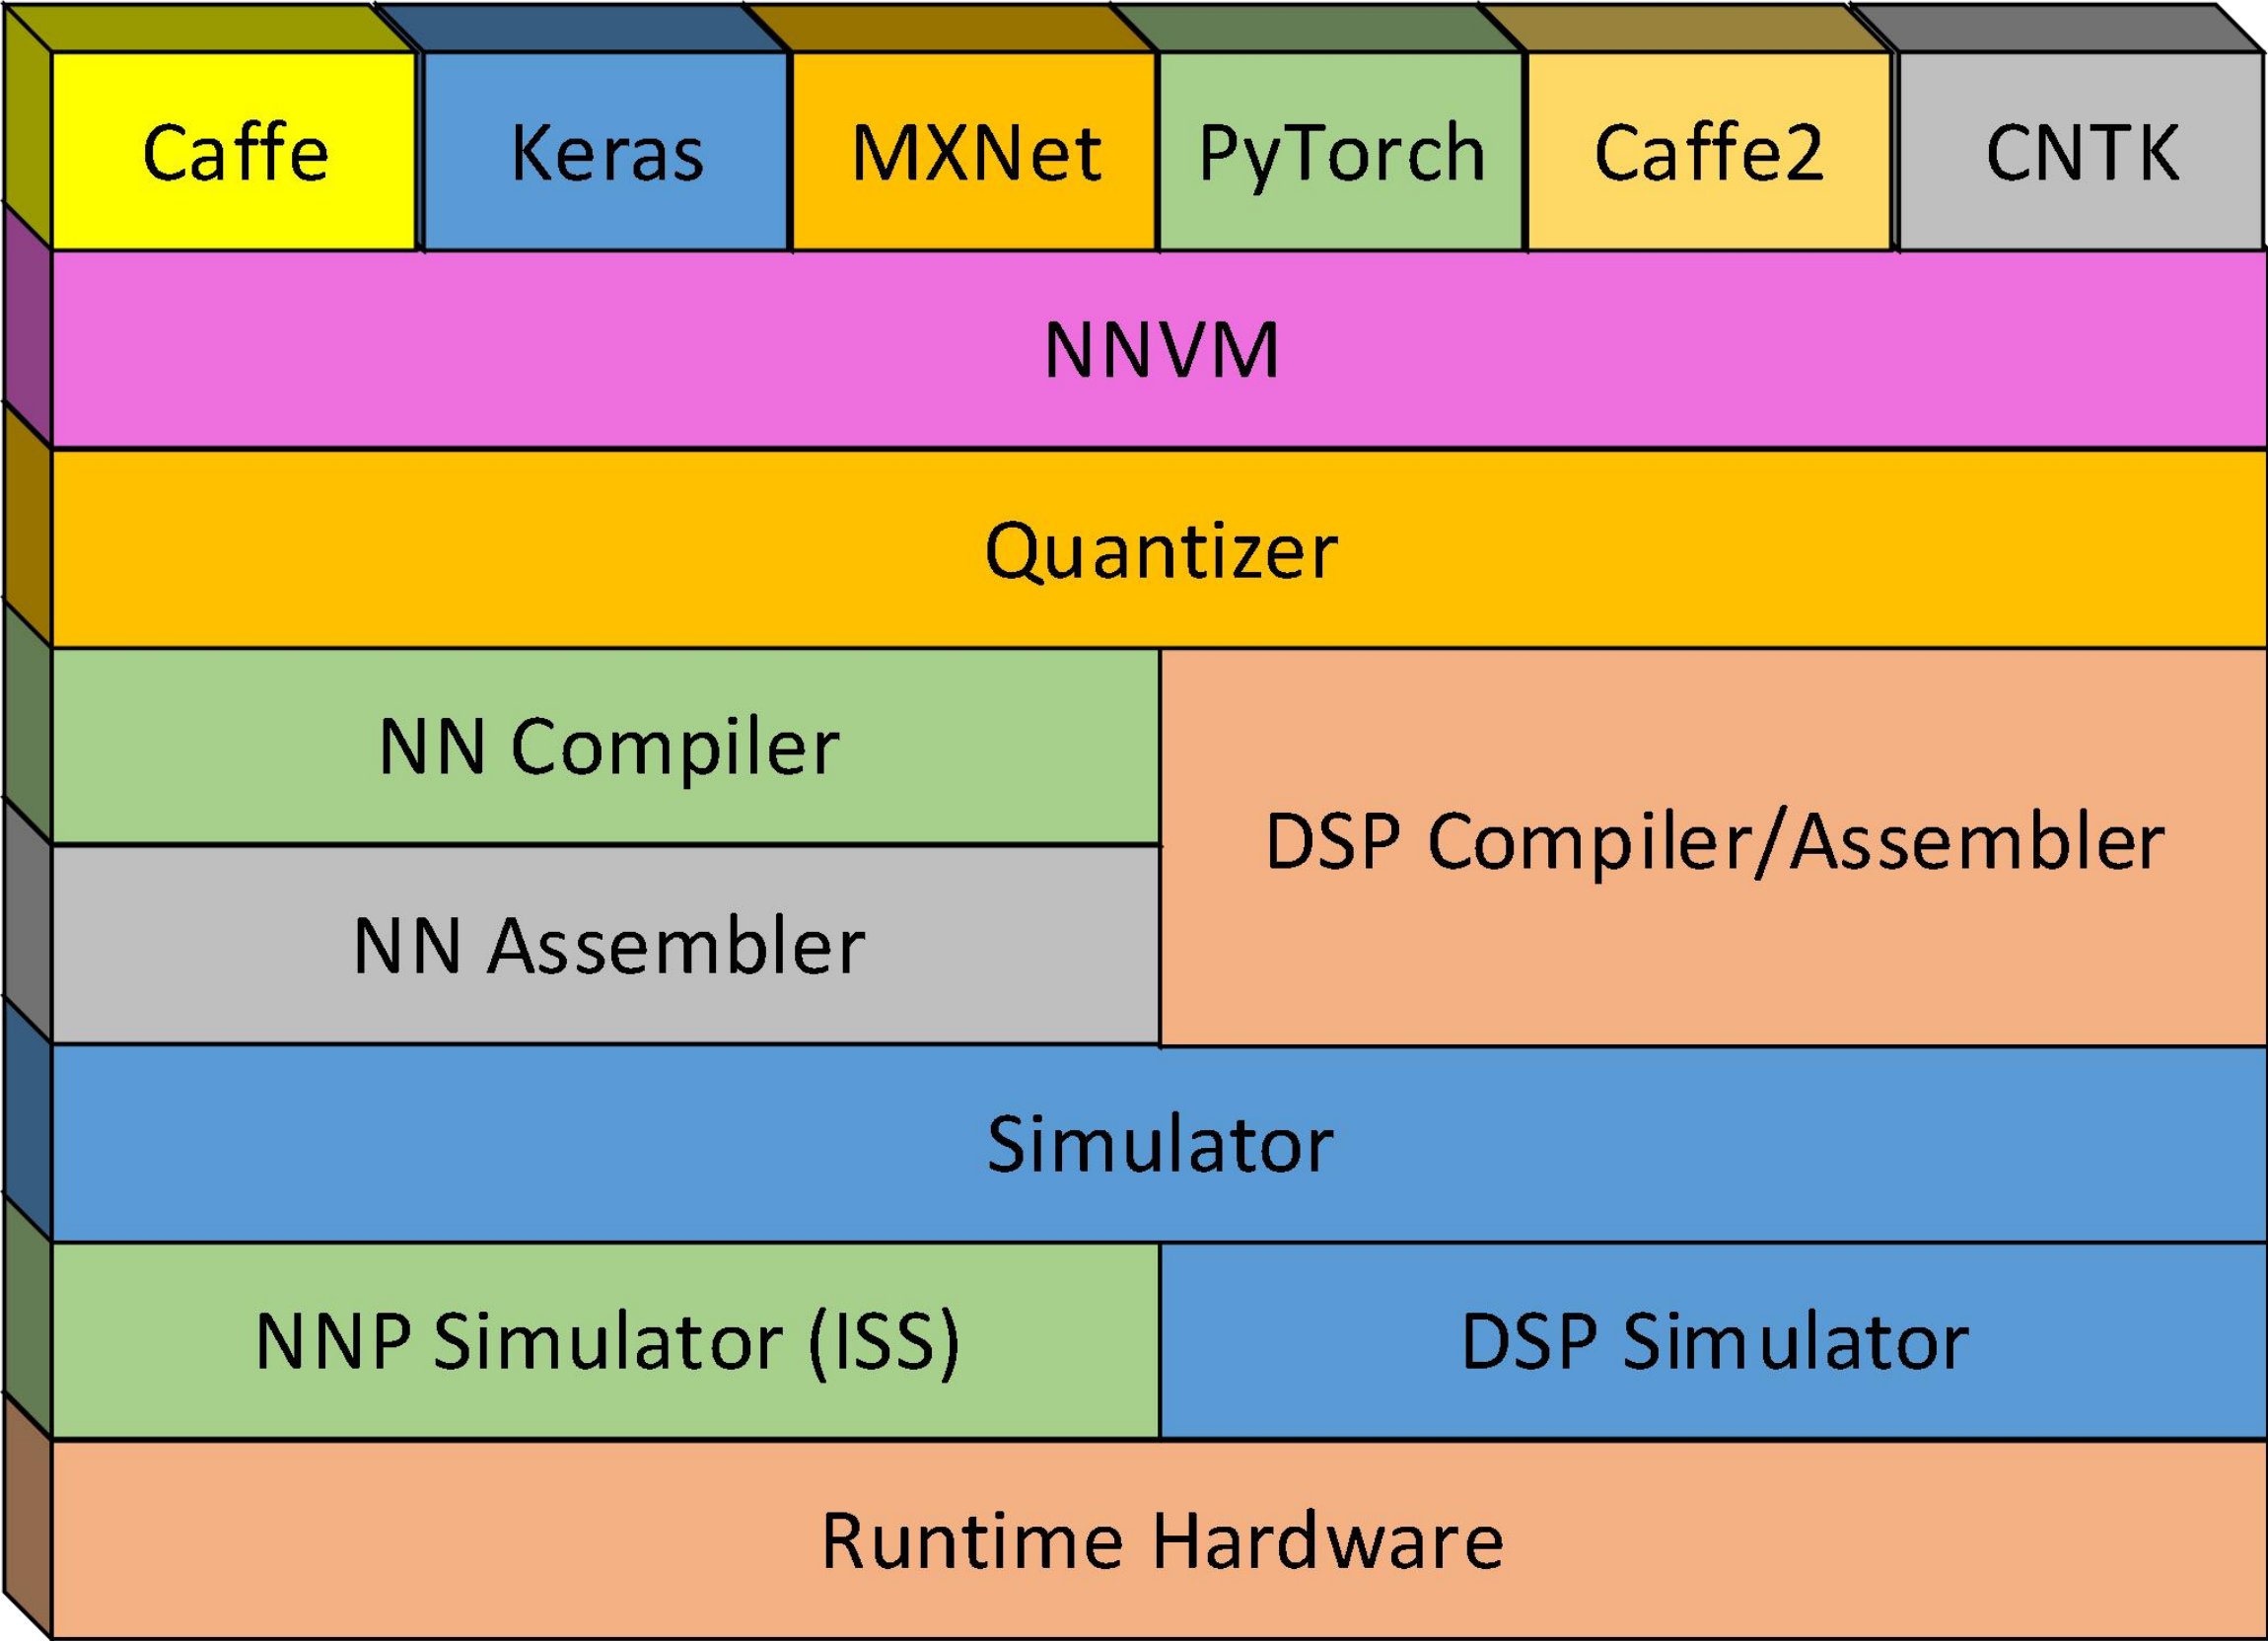 Caffe
Keras
MXNet
PyTorch
Caffe2
CNTK
NNVM
Quantizer
NN Compiler
DSP Compiler/Assembler
NN Assembler
Simulator
NNP Simulator (ISS)
DSP Simulator
Runtime Hardware